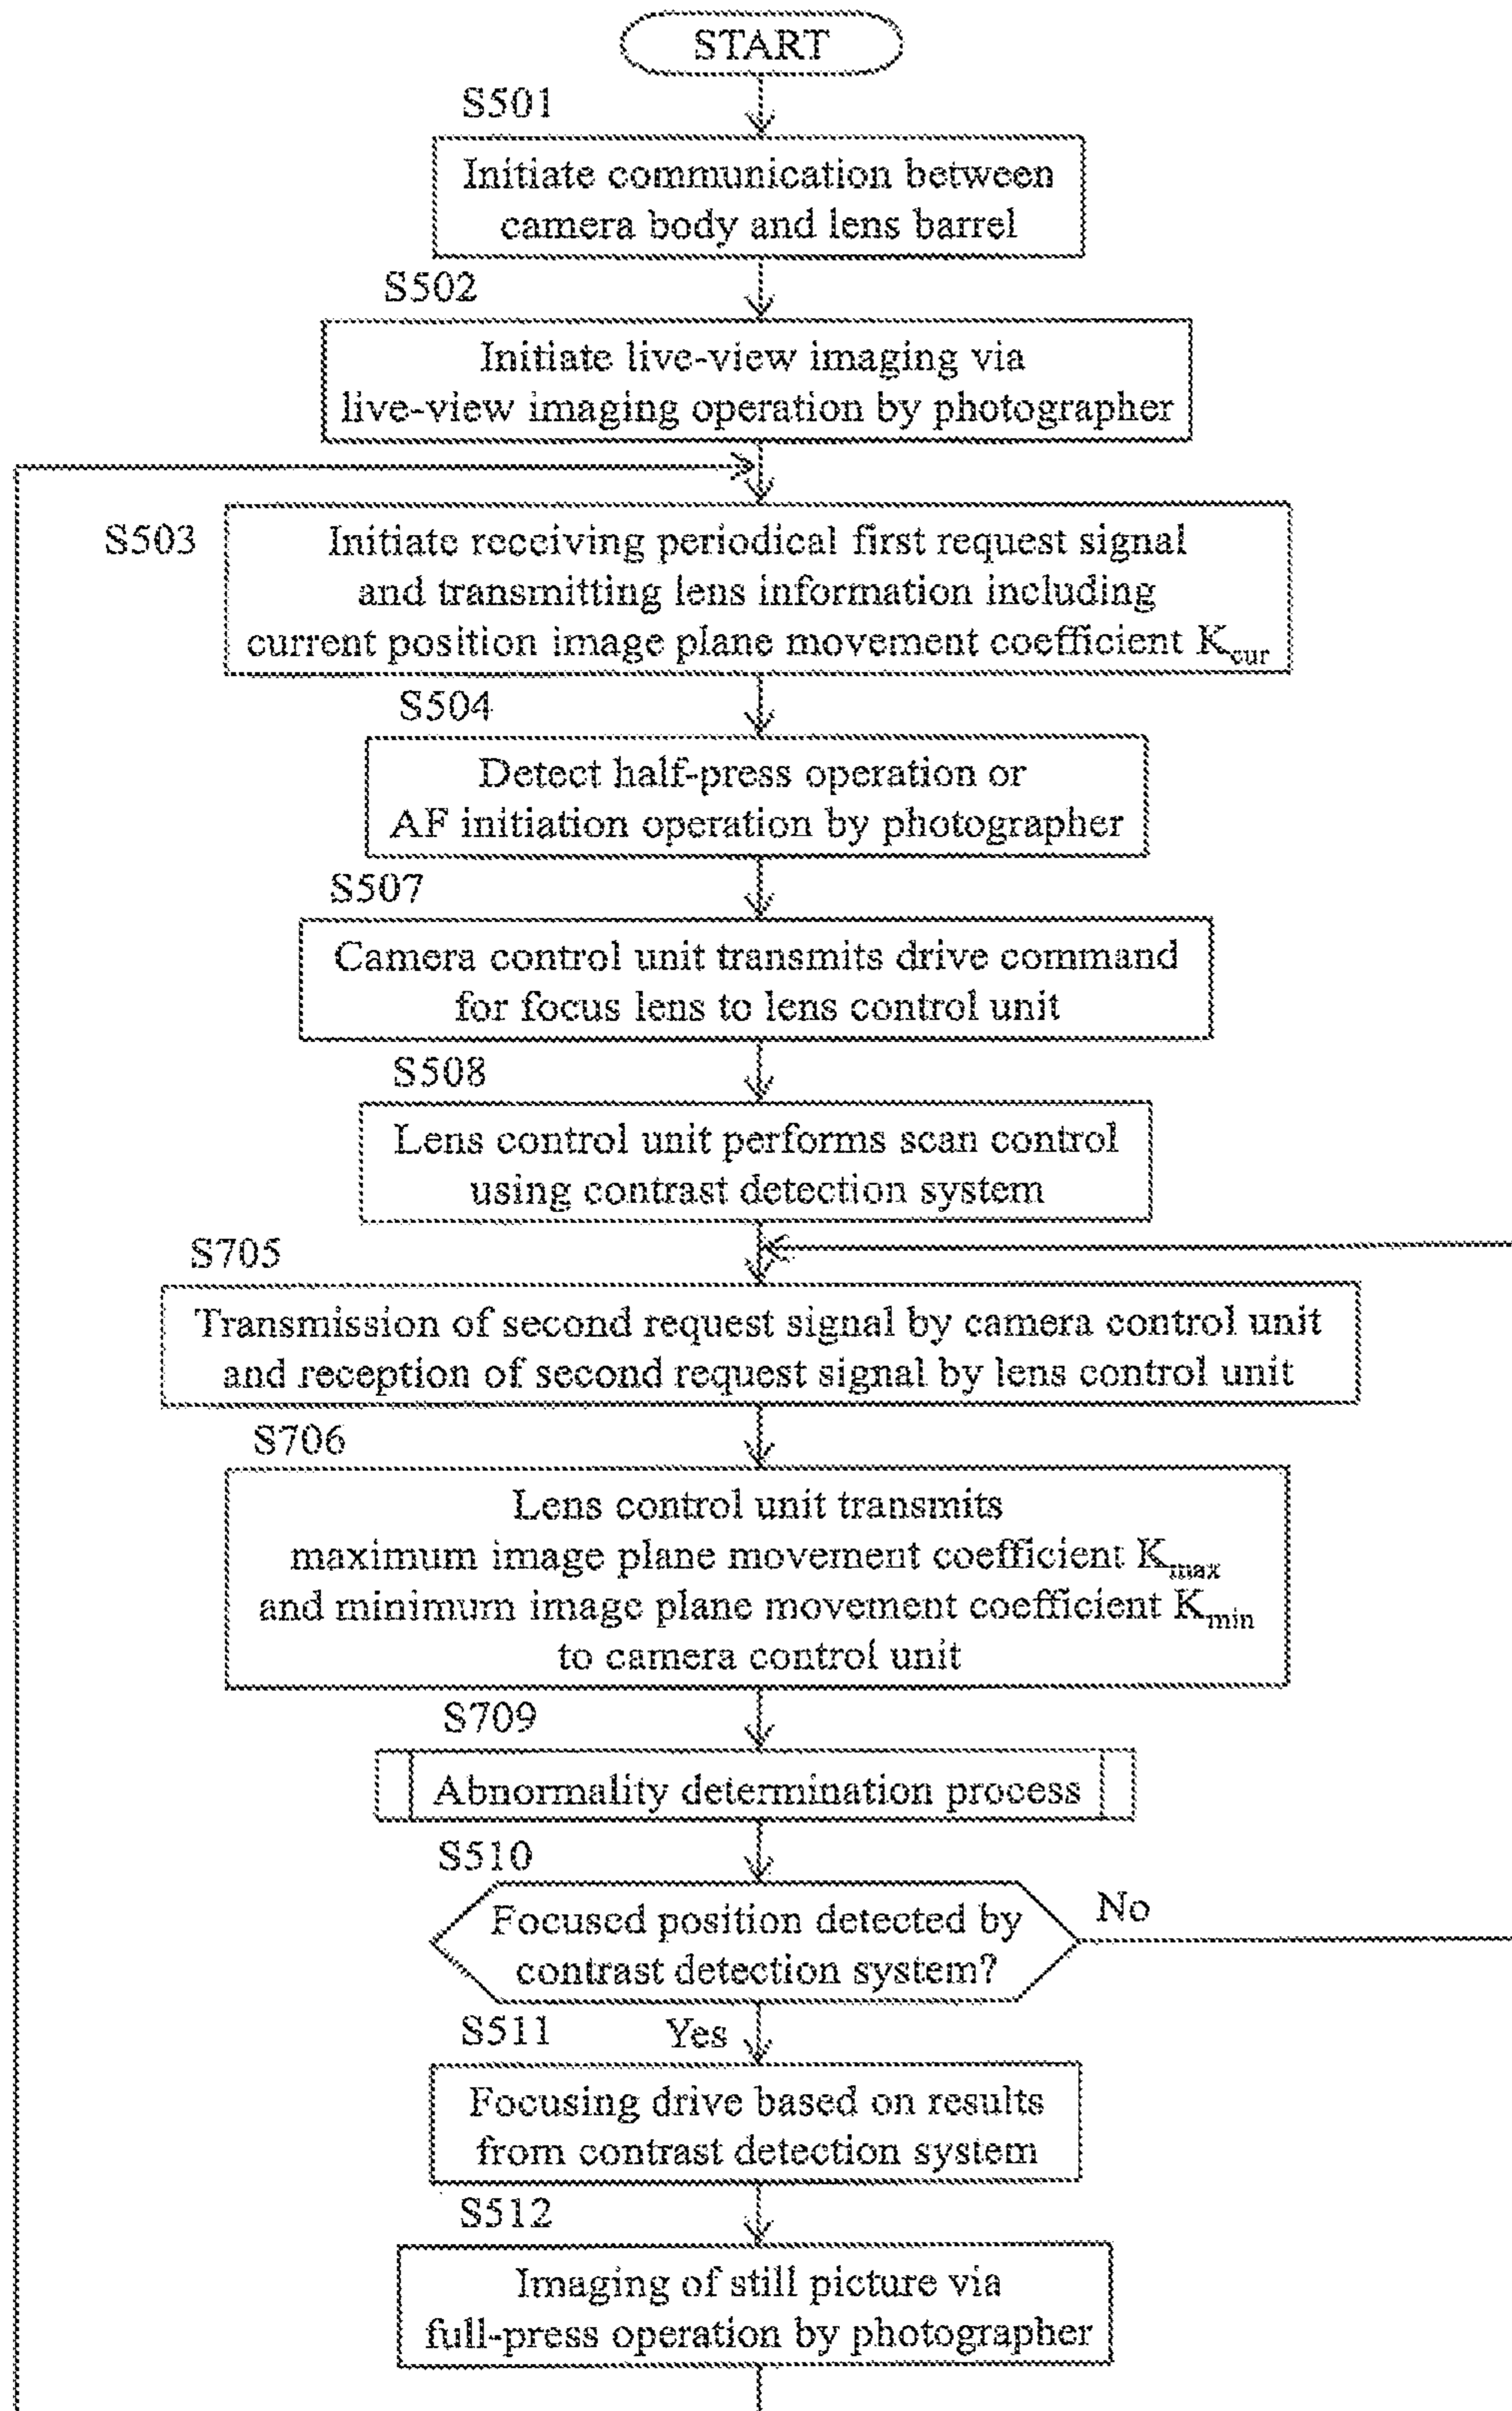 START
S501
Initiate communication between
camera body and lens barrel
S502
Initiate live-view imaging via
live-view imaging operation by photographer
S503
Initiate receiving periodical first request signal
and transmitting lens information including
current position image plane movement coefficient Kcur
S504
Detect half-press operation or
AF initiation operation by photographer
S507
Camera control unit transmits drive command
for focus lens to lens control unit
S508
Lens control unit performs scan control
using contrast detection system
S705
Transmission of second request signal by camera control unit
and reception of second request signal by lens control unit
S706
Lens control unit transmits
maximum image plane movement coefficient Kmax
and minimum image plane movement coefficient Kmin
to camera control unit
S709
Abnormality determination process
S510
Focused position detected by
contrast detection system?
No
S511
Yes
Focusing drive based on results
from contrast detection system
S512
Imaging of still picture via
full-press operation by photographer